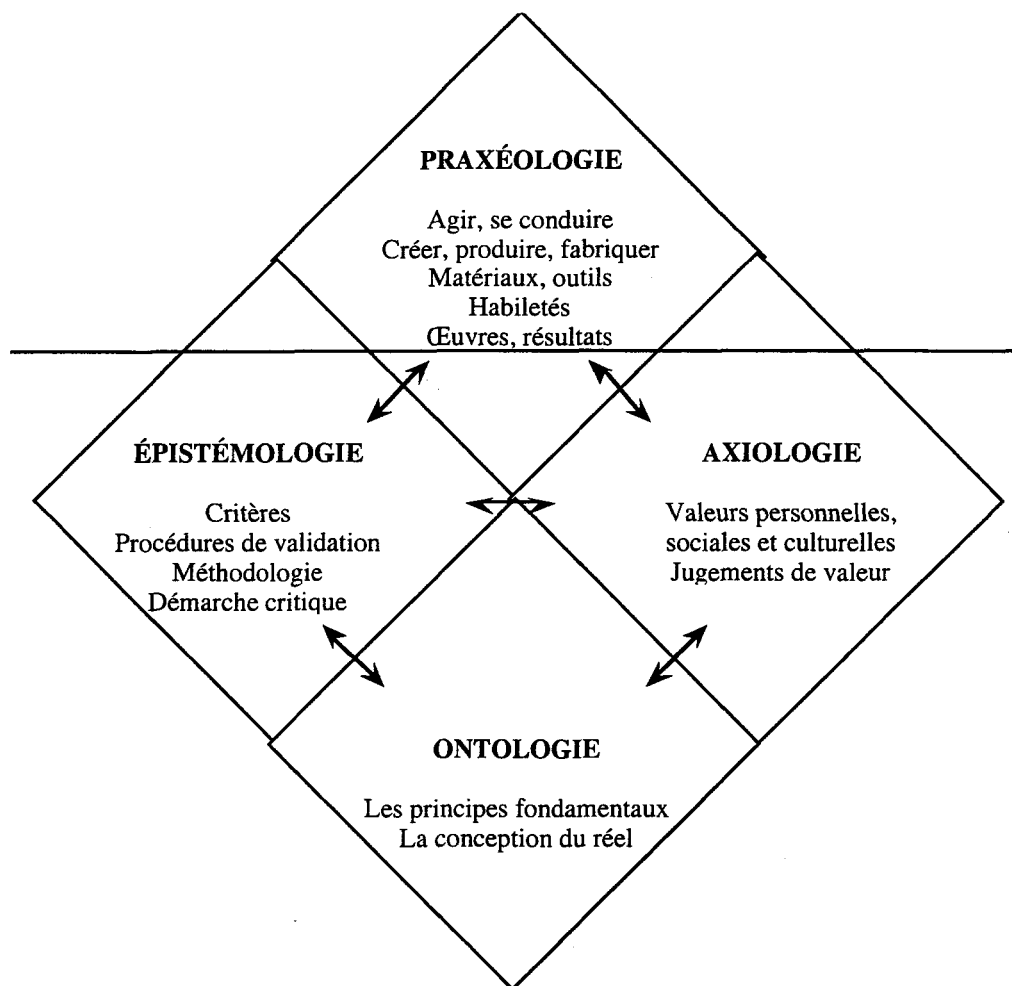 PRAXÉOLOGIE
Agir, se conduire
Créer, produire, fabriquer
Matériaux, outils
Habiletés
Œuvres, résultats
ÉPISTÉMOLOGIE
Critères
Procédures de validation
Méthodologie
Démarche critique
AXIOLOGIE
Valeurs personnelles,
sociales et culturelles
Jugements de valeur
ONTOLOGIE
Les principes fondamentaux
La conception du réel